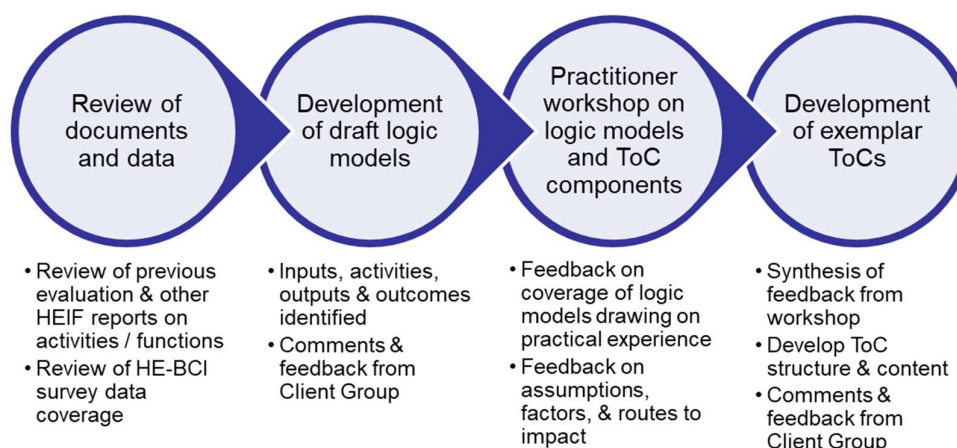 Review of
documents
and data
Development
of draft logic
models
Practitioner
workshop on
logic models
and ToC
components
Development
of exemplar
ToCs
• Review of previous
evaluation & other
HEIF reports on
activities / functions
• Review of HE-BCI
survey data
coverage
• Inputs, activities,
outputs & outcomes
identified
• Comments &
feedback from
Client Group
• Feedback on
coverage of logic
models drawing on
practical experience
• Feedback on
assumptions,
factors, & routes to
impact
• Synthesis of
feedback from
workshop
• Develop ToC
structure & content
• Comments &
feedback from
Client Group